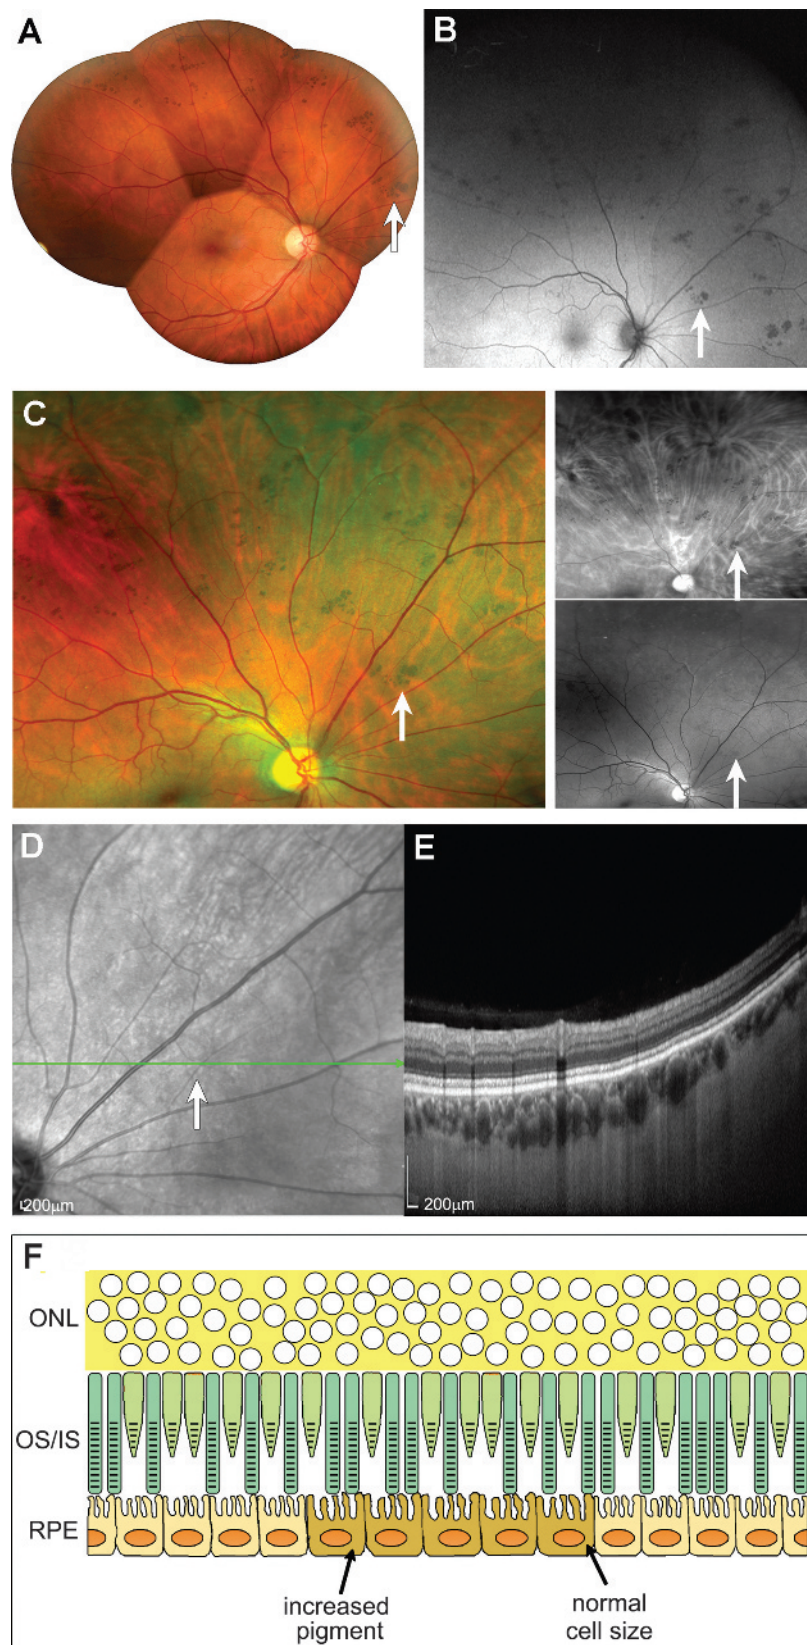 A
B
C
D
E
200µm
200µm
F
ONL
OS/IS
RPE
increased
pigment
normal
cell size